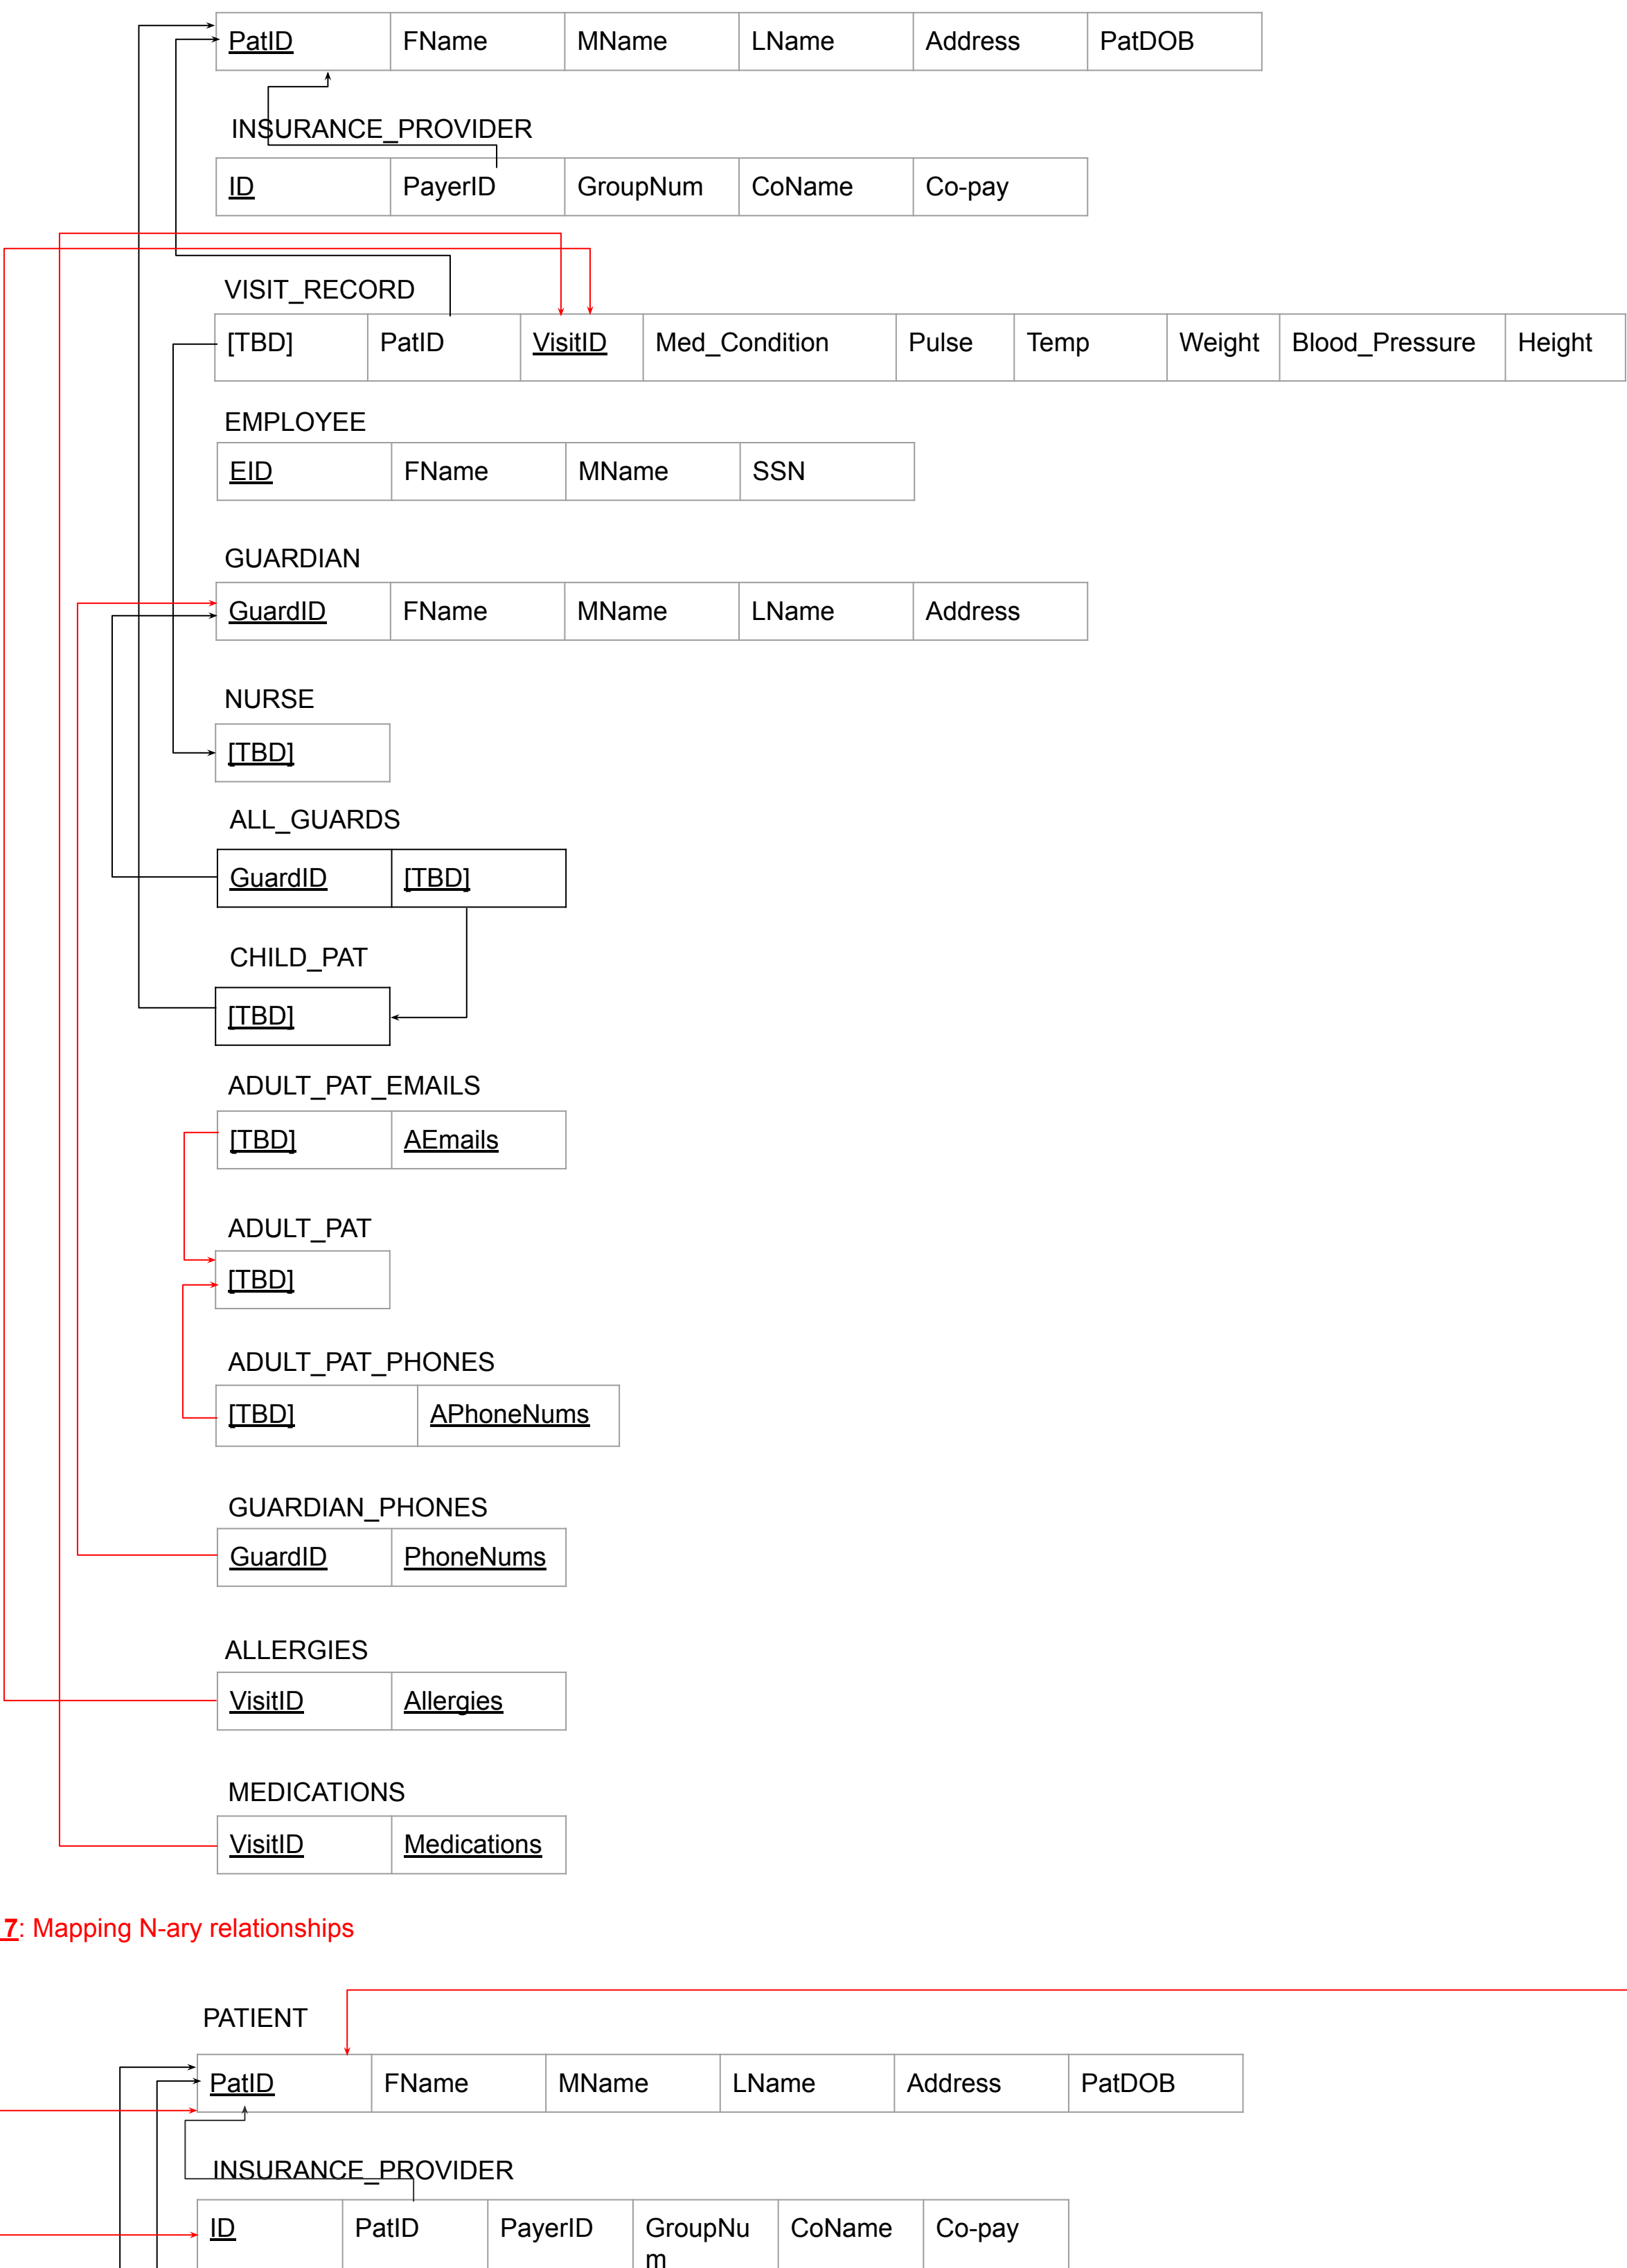 PatID FName MName LName Address PatDOB
INSURANCE_PROVIDER
ID PayerID GroupNum CoName Co-pay
VISIT_RECORD
[TBD] PatID VisitID Med_Condition Pulse Temp Weight Blood_Pressure Height
EMPLOYEE
EID FName MName SSN
GUARDIAN
GuardID FName MName LName Address
NURSE
[TBD]
ALL_GUARDS
GuardID [TBD]
CHILD_PAT
[TBD]
ADULT_PAT_EMAILS
[TBD] AEmails
ADULT_PAT
[TBD]
ADULT_PAT_PHONES
[TBD] APhoneNums
GUARDIAN_PHONES
GuardID PhoneNums
ALLERGIES
VisitID Allergies
MEDICATIONS
VisitID Medications
7: Mapping N-ary relationships
PATIENT
PatID FName MName LName Address PatDOB
INSURANCE_PROVIDER
ID PatID PayerID GroupNu CoName Co-pay
m